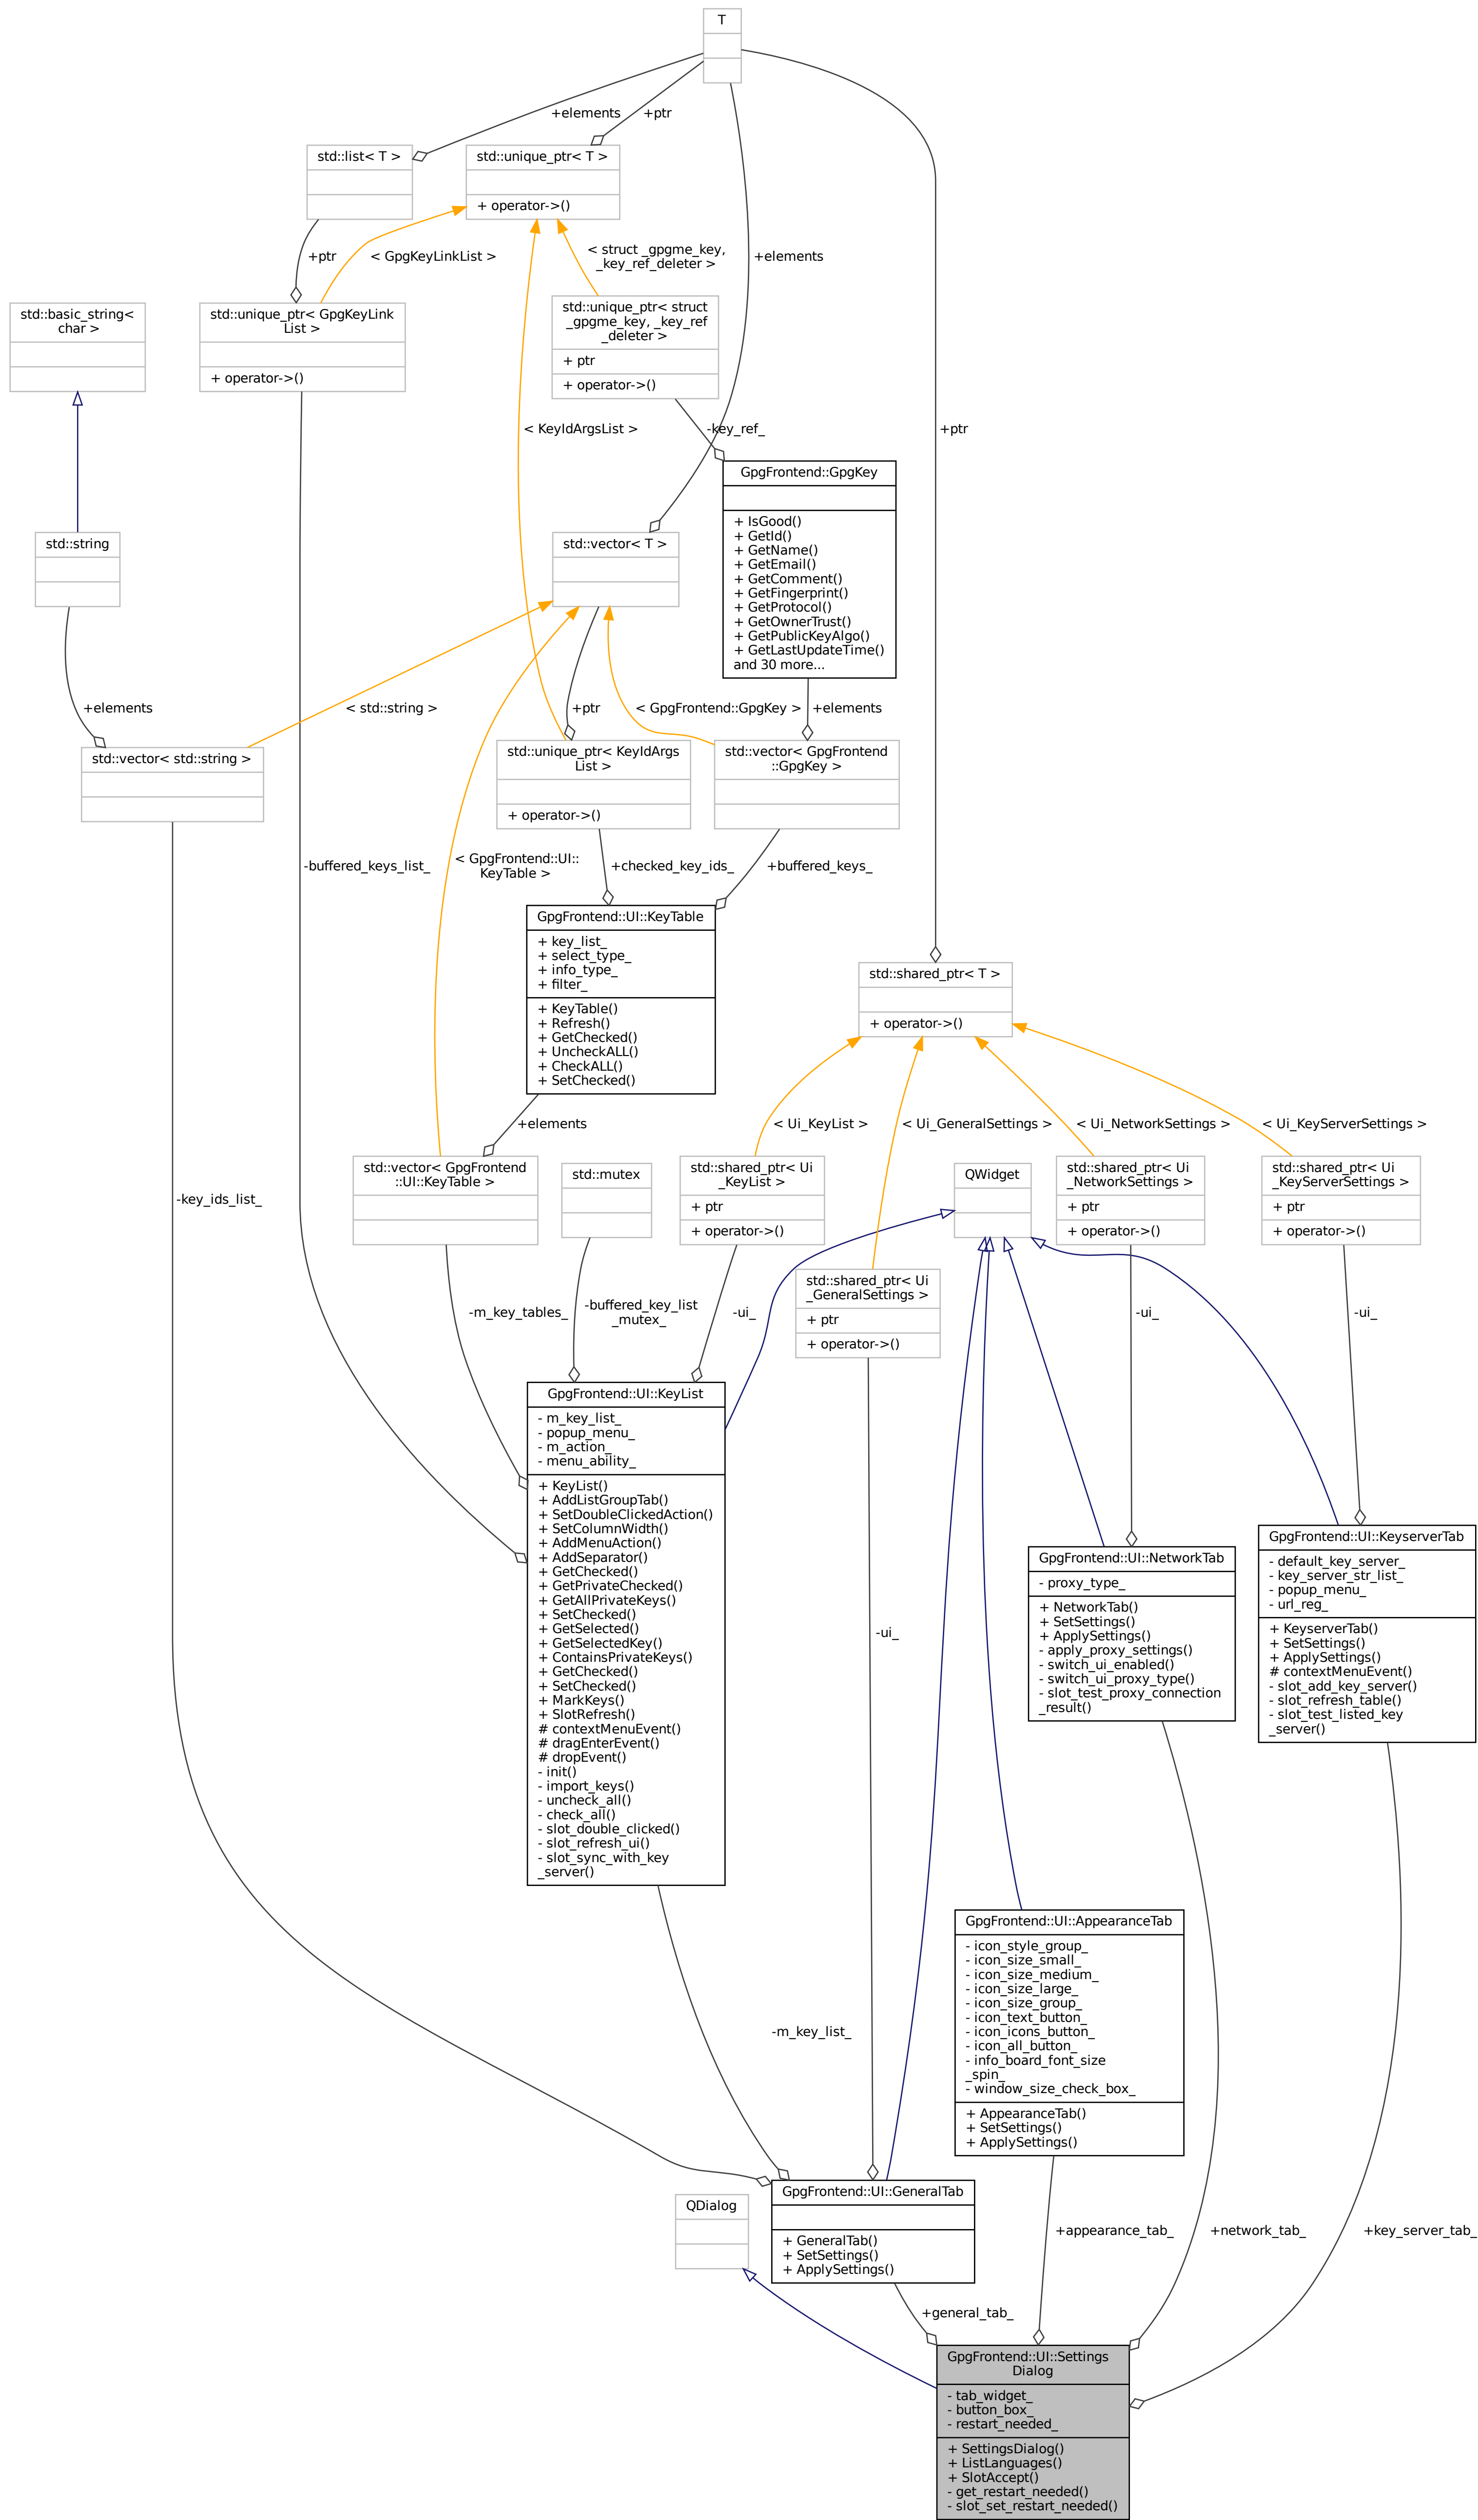 T
+elements
+ptr
std::list< T >
std::unique_ptr< T >
+ operator->()
+ptr
< GpgKeyLinkList >
< struct _gpgme_key,
_key_ref_deleter >
+elements
std::basic_string<
char >
std::unique_ptr< GpgKeyLink
List >
+ operator->()
std::unique_ptr< struct
_gpgme_key, _key_ref
_deleter >
+ ptr
+ operator->()
< KeyIdArgsList >
-key_ref_
+ptr
GpgFrontend::GpgKey
+ IsGood()
+ GetId()
+ GetName()
+ GetEmail()
+ GetComment()
+ GetFingerprint()
+ GetProtocol()
+ GetOwnerTrust()
+ GetPublicKeyAlgo()
+ GetLastUpdateTime()
and 30 more...
std::string
std::vector< T >
+elements
< std::string >
+ptr
< GpgFrontend::GpgKey >
+elements
std::vector< std::string >
std::unique_ptr< KeyIdArgs
List >
+ operator->()
std::vector< GpgFrontend
::GpgKey >
-buffered_keys_list_
< GpgFrontend::UI::
KeyTable >
+checked_key_ids_
+buffered_keys_
GpgFrontend::UI::KeyTable
+ key_list_
+ select_type_
+ info_type_
+ filter_
+ KeyTable()
+ Refresh()
+ GetChecked()
+ UncheckALL()
+ CheckALL()
+ SetChecked()
std::shared_ptr< T >
+ operator->()
+elements
< Ui_KeyList >
< Ui_GeneralSettings >
< Ui_NetworkSettings >
< Ui_KeyServerSettings >
-key_ids_list_
std::vector< GpgFrontend
::UI::KeyTable >
std::mutex
std::shared_ptr< Ui
_KeyList >
+ ptr
+ operator->()
QWidget
std::shared_ptr< Ui
_NetworkSettings >
+ ptr
+ operator->()
std::shared_ptr< Ui
_KeyServerSettings >
+ ptr
+ operator->()
std::shared_ptr< Ui
_GeneralSettings >
+ ptr
+ operator->()
-m_key_tables_
-buffered_key_list
_mutex_
-ui_
-ui_
-ui_
GpgFrontend::UI::KeyList
- m_key_list_
- popup_menu_
- m_action_
- menu_ability_
+ KeyList()
+ AddListGroupTab()
+ SetDoubleClickedAction()
+ SetColumnWidth()
+ AddMenuAction()
+ AddSeparator()
+ GetChecked()
+ GetPrivateChecked()
+ GetAllPrivateKeys()
+ SetChecked()
+ GetSelected()
+ GetSelectedKey()
+ ContainsPrivateKeys()
+ GetChecked()
+ SetChecked()
+ MarkKeys()
+ SlotRefresh()
# contextMenuEvent()
# dragEnterEvent()
# dropEvent()
- init()
- import_keys()
- uncheck_all()
- check_all()
- slot_double_clicked()
- slot_refresh_ui()
- slot_sync_with_key
_server()
-ui_
GpgFrontend::UI::NetworkTab
- proxy_type_
+ NetworkTab()
+ SetSettings()
+ ApplySettings()
- apply_proxy_settings()
- switch_ui_enabled()
- switch_ui_proxy_type()
- slot_test_proxy_connection
_result()
GpgFrontend::UI::KeyserverTab
- default_key_server_
- key_server_str_list_
- popup_menu_
- url_reg_
+ KeyserverTab()
+ SetSettings()
+ ApplySettings()
# contextMenuEvent()
- slot_add_key_server()
- slot_refresh_table()
- slot_test_listed_key
_server()
GpgFrontend::UI::AppearanceTab
- icon_style_group_
- icon_size_small_
- icon_size_medium_
- icon_size_large_
- icon_size_group_
- icon_text_button_
- icon_icons_button_
- icon_all_button_
- info_board_font_size
_spin_
- window_size_check_box_
+ AppearanceTab()
+ SetSettings()
+ ApplySettings()
-m_key_list_
QDialog
GpgFrontend::UI::GeneralTab
+ GeneralTab()
+ SetSettings()
+ ApplySettings()
+appearance_tab_
+network_tab_
+key_server_tab_
+general_tab_
GpgFrontend::UI::Settings
Dialog
- tab_widget_
- button_box_
- restart_needed_
+ SettingsDialog()
+ ListLanguages()
+ SlotAccept()
- get_restart_needed()
- slot_set_restart_needed()